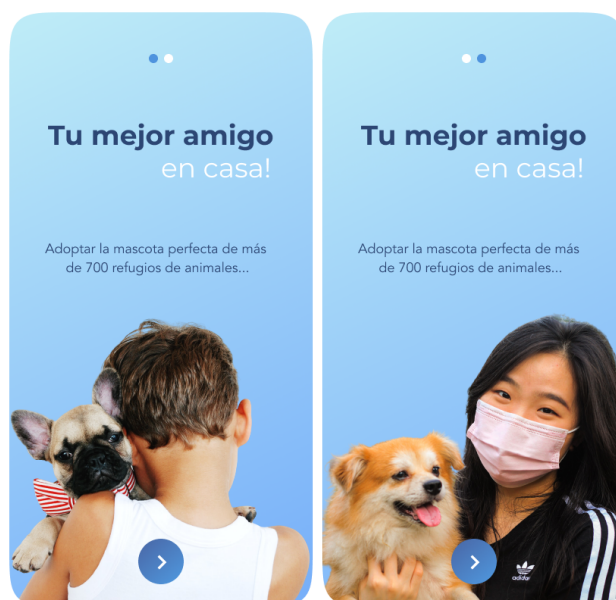 Tu mejor amigo
en casa!
Adoptar la mascota perfecta de más
de 700 refugios de animales...
Tu mejor amigo
en casa!
Adoptar la mascota perfecta de más
de 700 refugios de animales...
adidas